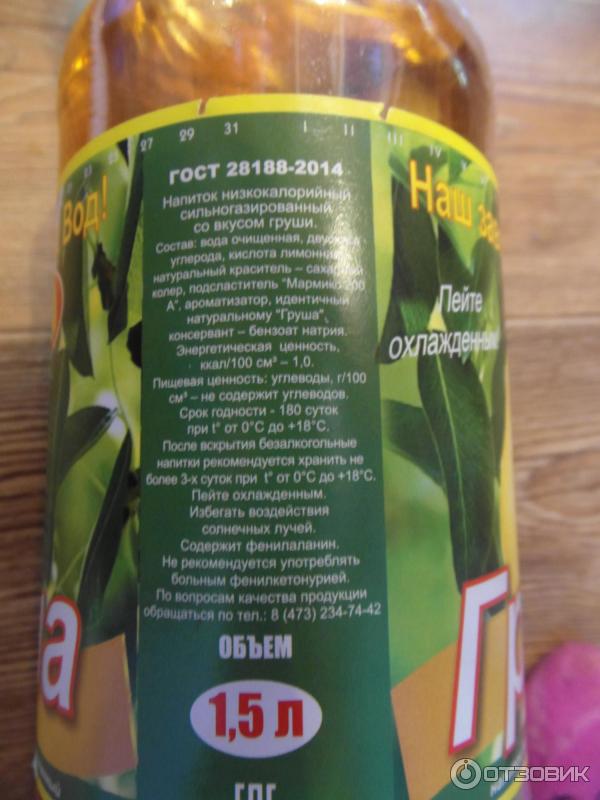 27 29 31 I II III IV
ГОСТ 28188-2014
Напиток низкокалорийный
сильногазированный
со вкусом груши.
Состав: вода очищенная, двуокись
углерода, кислота лимонная,
натуральный краситель – сахарный
колер, подсластитель "Мармикс 200
А", ароматизатор, идентичный
натуральному "Груша",
консервант – бензоат натрия.
Энергетическая ценность,
ккал/100 см³ – 1,0.
Пищевая ценность: углеводы, г/100
см³ – не содержит углеводов.
Срок годности - 180 суток
при t° от 0°С до +18°С.
После вскрытия безалкогольные
напитки рекомендуется хранить не
более 3-х суток при t° от 0°С до +18°С.
Пейте охлажденным.
Избегать воздействия
солнечных лучей.
Содержит фенилаланин.
Не рекомендуется употреблять
больным фенилкетонурией.
По вопросам качества продукции
обращаться по тел.: 8 (473) 234-74-42
ОБЪЕМ
1,5 л
Вод!
а
Наш за
Пейте
охлажденным!
Гр
ОТЗОВИК